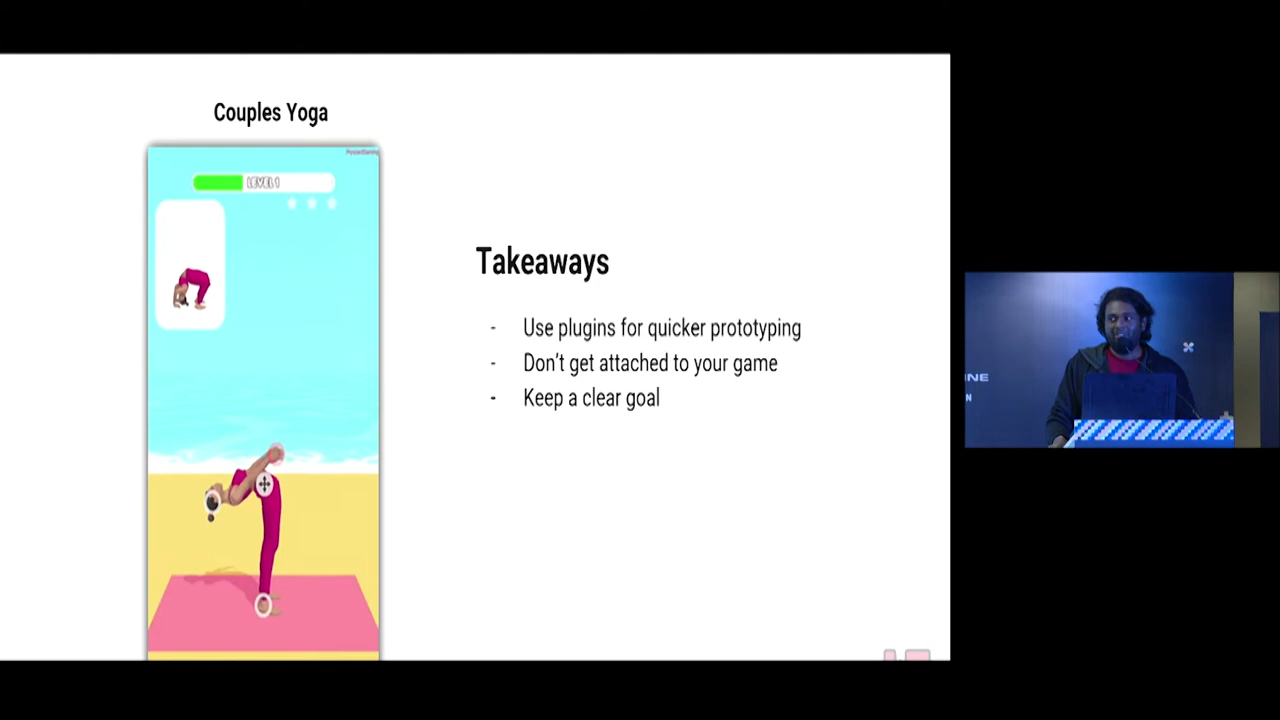 Couples Yoga
LEVEL 1
Takeaways
- Use plugins for quicker prototyping
- Don't get attached to your game
- Keep a clear goal
INE
N